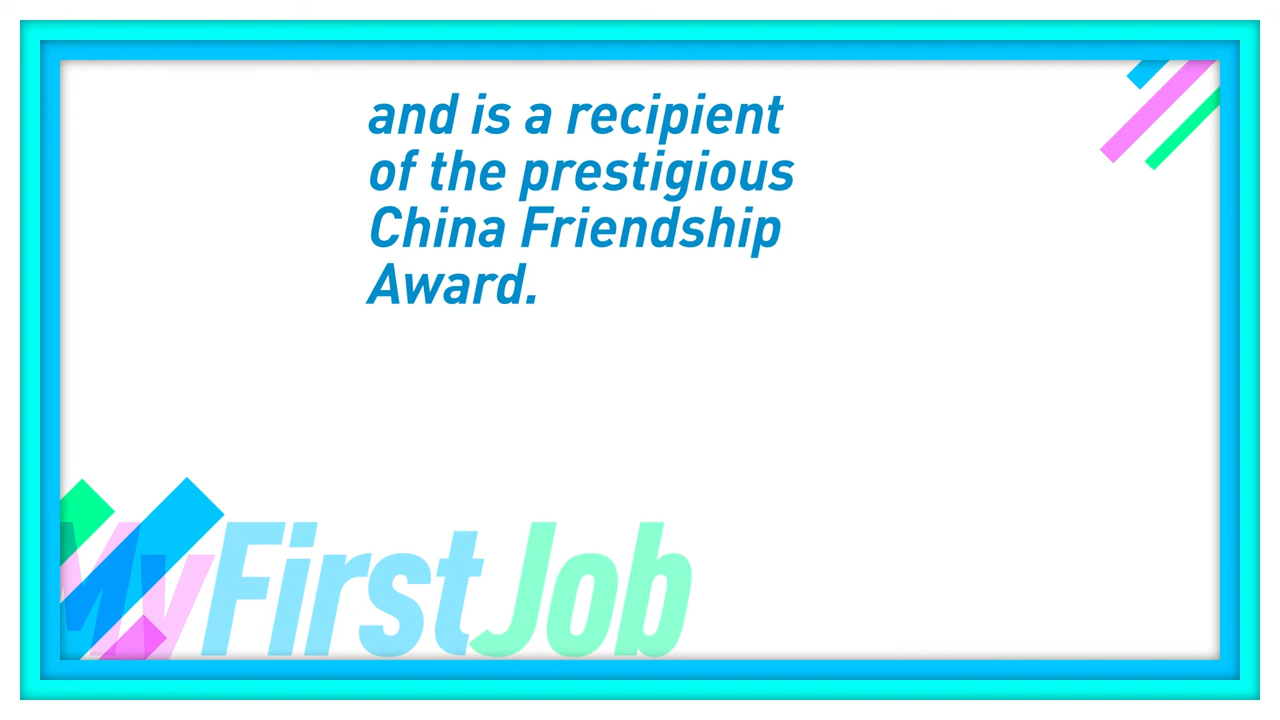 and is a recipient
of the prestigious
China Friendship
Award.
MyFirstJob